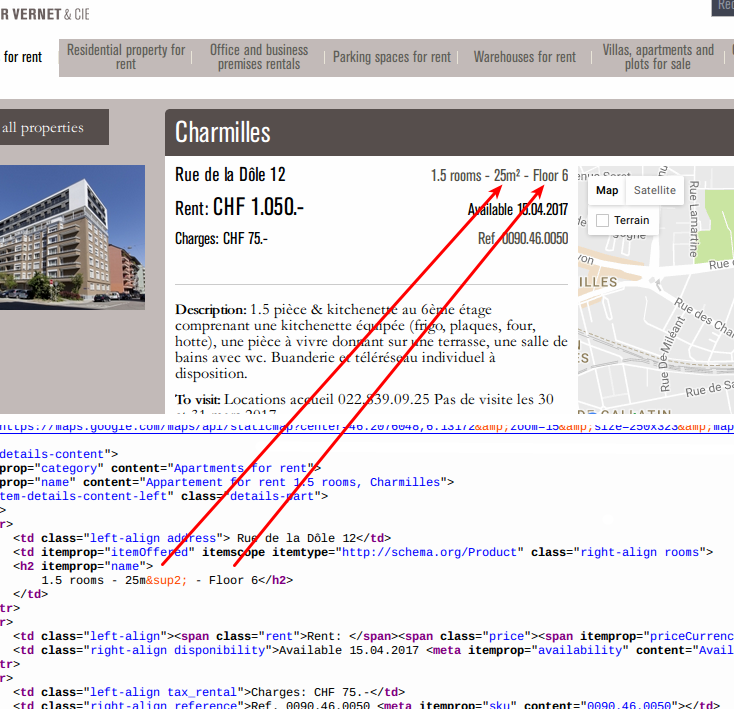 R VERNET & CIE
for rent
Residential property for rent
Office and business premises rentals
Parking spaces for rent
Warehouses for rent
Villas, apartments and plots for sale
all properties
Charmilles
Rue de la Dôle 12
1.5 rooms - 25m² - Floor 6
Rent: CHF 1.050.-
Available 15.04.2017
Charges: CHF 75.-
Ref. 0090.46.0050
Map
Satellite
Terrain
Rue Lamartine
ILLES
Rue des Cha
Rue De-Miléant
Rue de Sa
Description: 1.5 pièce & kitchenette au 6ème étage
comprenant une kitchenette équipée (frigo, plaques, four,
hotte), une pièce à vivre donnant sur une terrasse, une salle de
bains avec wc. Buanderie et téléréseau individuel à
disposition.
To visit: Locations accueil 022.839.09.25 Pas de visite les 30
et 31 mars 2017
https://maps.google.com/maps/api/staticmap?center=46.2076048,6.13172&amp;zoom=15&amp;size=250x323&amp;map
details-content">
prop="category" content="Apartments for rent">
prop="name" content="Appartement for rent 1.5 rooms, Charmilles">
tem-details-content-left" class="details-part">
>
r>
<td class="left-align address"> Rue de la Dôle 12</td>
<td itemprop="itemOffered" itemscope itemtype="http://schema.org/Product" class="right-align rooms">
<h2 itemprop="name">
1.5 rooms - 25m&sup2; - Floor 6</h2>
</td>
tr>
r>
<td class="left-align"><span class="rent">Rent: </span><span class="price"><span itemprop="priceCurrenc
<td class="right-align disponibility">Available 15.04.2017 <meta itemprop="availability" content="Avail
tr>
r>
<td class="left-align tax_rental">Charges: CHF 75.-</td>
<td class="right-align reference">Ref. 0090.46.0050 <meta itemprop="sku" content="0090.46.0050"></td>